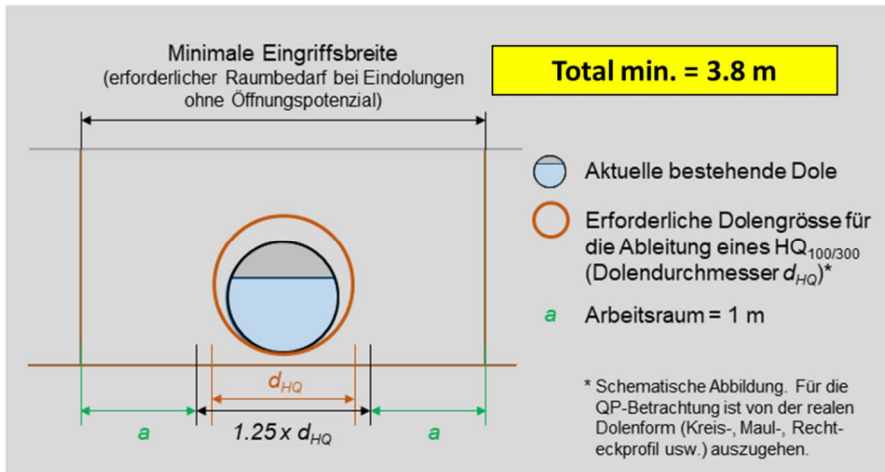 Minimale Eingriffsbreite
(erforderlicher Raumbedarf bei Eindolungen
ohne Öffnungspotenzial)
Total min. = 3.8 m
Aktuelle bestehende Dole
Erforderliche Dolengrösse für
die Ableitung eines HQ100/300
(Dolendurchmesser dHQ)*
a Arbeitsraum = 1 m
dHQ
a
1.25 x dHQ
a
* Schematische Abbildung. Für die
QP-Betrachtung ist von der realen
Dolenform (Kreis-, Maul-, Recht-
eckprofil usw.) auszugehen.